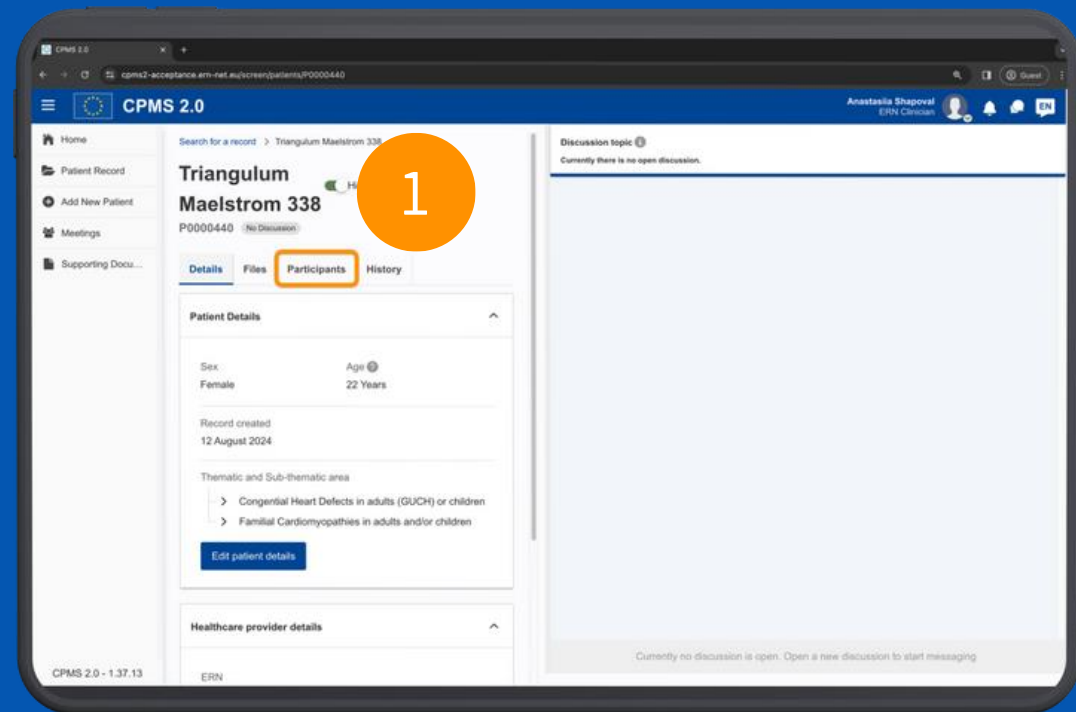 CPMS 2.0
cpms2-acceptance.ern-net.eu/screen/patients/P0000440
Guest
CPMS 2.0
Anastasiia Shapoval
ERN Clinician
EN
Home
Patient Record
Add New Patient
Meetings
Supporting Docu...
CPMS 2.0 - 1.37.13
Search for a record > Triangulum Maelstrom 338
Triangulum
Maelstrom 338
1
P0000440 No Discussion
Details Files Participants History
Patient Details
Sex Age
Female 22 Years
Record created
12 August 2024
Thematic and Sub-thematic area
Congential Heart Defects in adults (GUCH) or children
Familial Cardiomyopathies in adults and/or children
Edit patient details
Healthcare provider details
ERN
Discussion topic
Currently there is no open discussion.
Currently no discussion is open. Open a new discussion to start messaging